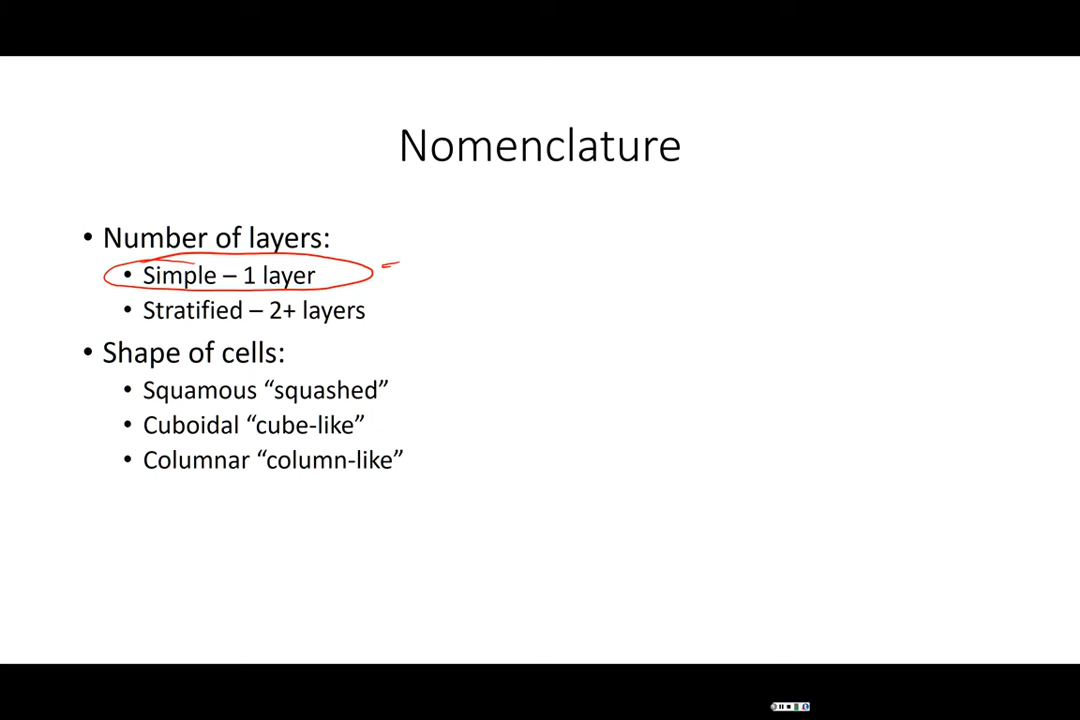 Nomenclature
• Number of layers:
• Simple – 1 layer
• Stratified – 2+ layers
• Shape of cells:
• Squamous “squashed”
• Cuboidal “cube-like”
• Columnar “column-like”